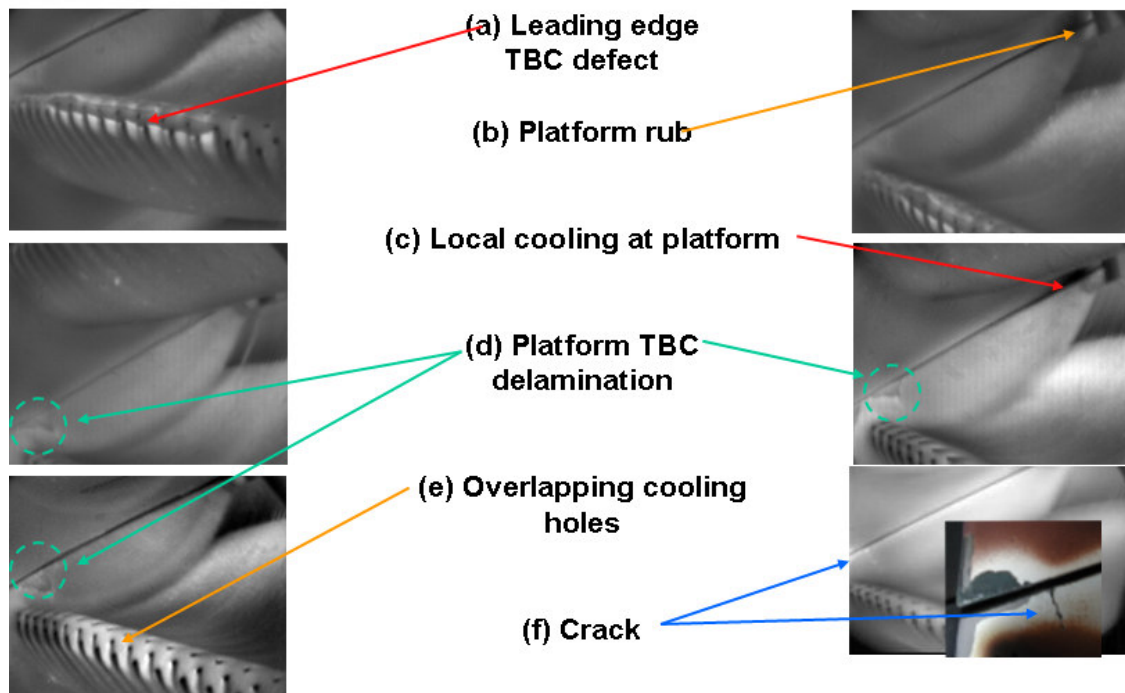 (a) Leading edge
TBC defect
(b) Platform rub
(c) Local cooling at platform
(d) Platform TBC
delamination
(e) Overlapping cooling
holes
(f) Crack